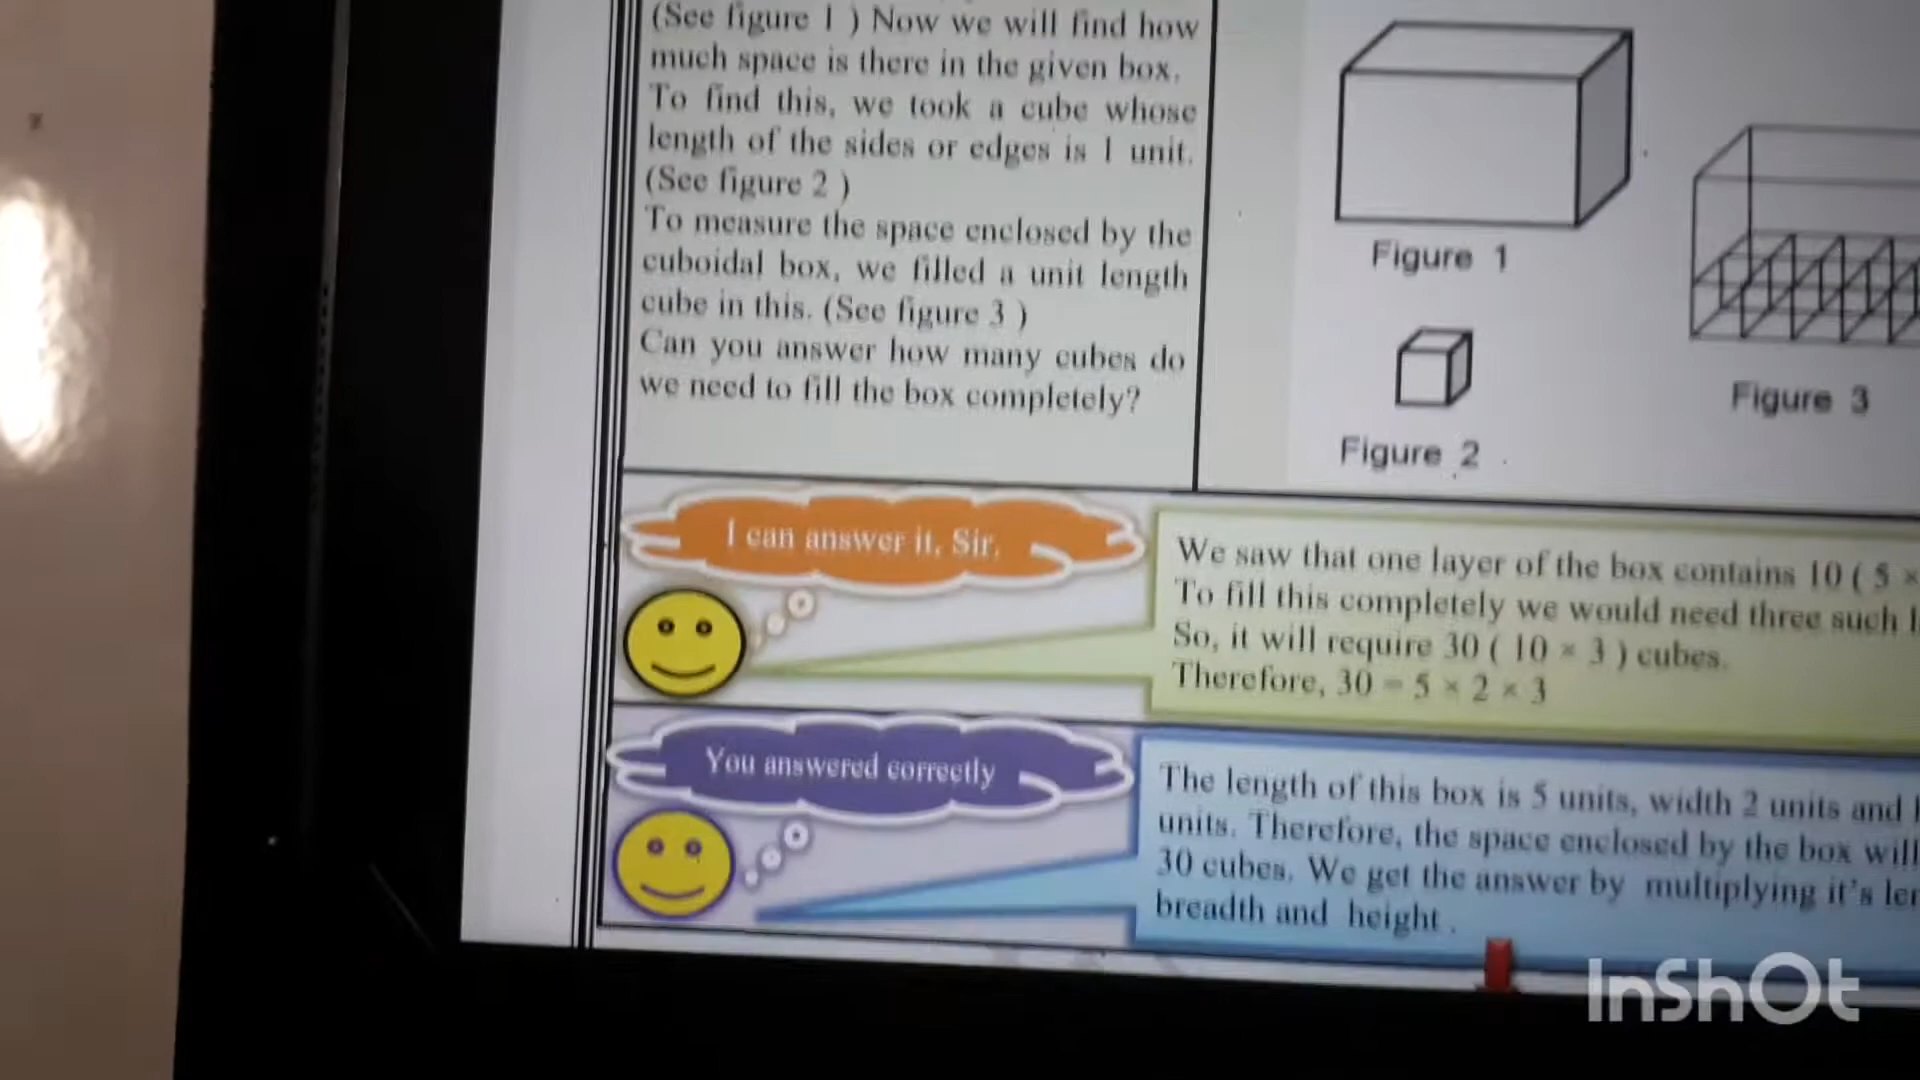 (See figure 1 ) Now we will find how
much space is there in the given box.
To find this, we took a cube whose
length of the sides or edges is 1 unit.
(See figure 2 )
To measure the space enclosed by the
cuboidal box, we filled a unit length
cube in this. (See figure 3 )
Can you answer how many cubes do
we need to fill the box completely?
Figure 1
Figure 2
Figure 3
I can answer it, Sir.
We saw that one layer of the box contains 10 ( 5 ×
To fill this completely we would need three such
So, it will require 30 ( 10 × 3 ) cubes.
Therefore, 30 = 5 × 2 × 3
You answered correctly
The length of this box is 5 units, width 2 units and
units. Therefore, the space enclosed by the box will
30 cubes. We get the answer by multiplying it's
breadth and height .
InShOt